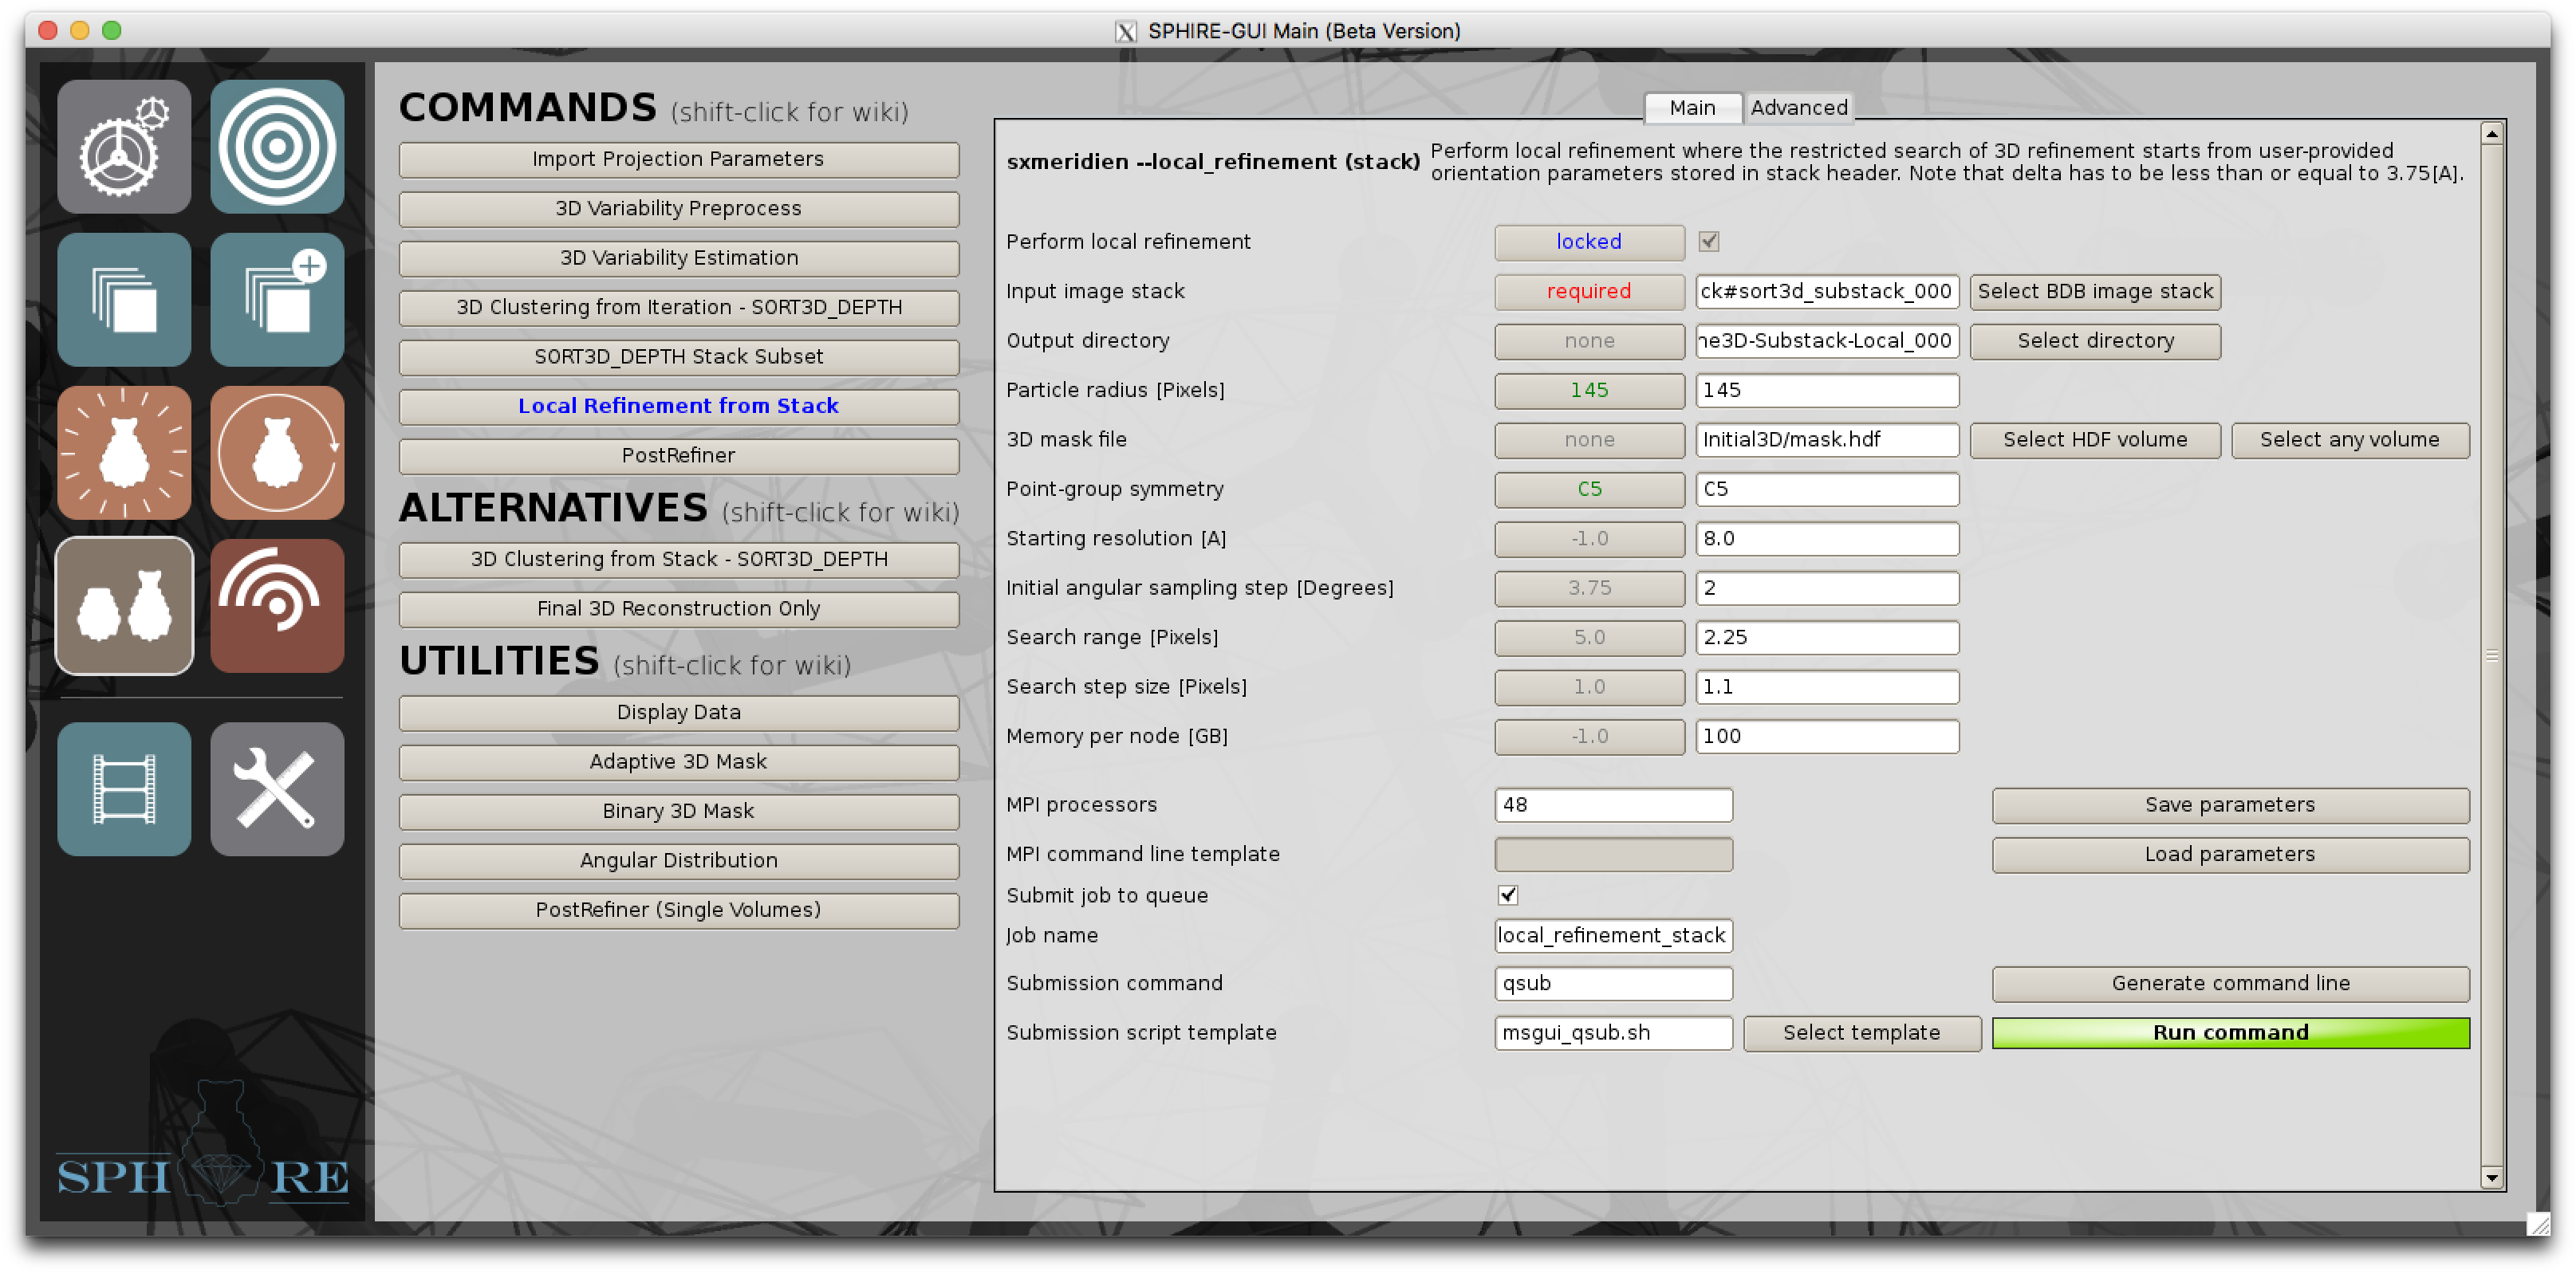 SPHIRE-GUI Main (Beta Version)
COMMANDS (shift-click for wiki)
Import Projection Parameters
3D Variability Preprocess
3D Variability Estimation
3D Clustering from Iteration - SORT3D_DEPTH
SORT3D_DEPTH Stack Subset
Local Refinement from Stack
PostRefiner
ALTERNATIVES (shift-click for wiki)
3D Clustering from Stack - SORT3D_DEPTH
Final 3D Reconstruction Only
UTILITIES (shift-click for wiki)
Display Data
Adaptive 3D Mask
Binary 3D Mask
Angular Distribution
PostRefiner (Single Volumes)
SPH RE
Main Advanced
sxmeridien --local_refinement (stack) Perform local refinement where the restricted search of 3D refinement starts from user-provided
orientation parameters stored in stack header. Note that delta has to be less than or equal to 3.75[A].
Perform local refinement locked
Input image stack required ck#sort3d_substack_000 Select BDB image stack
Output directory none ne3D-Substack-Local_000 Select directory
Particle radius [Pixels] 145 145
3D mask file none Initial3D/mask.hdf Select HDF volume Select any volume
Point-group symmetry C5 C5
Starting resolution [A] -1.0 8.0
Initial angular sampling step [Degrees] 3.75 2
Search range [Pixels] 5.0 2.25
Search step size [Pixels] 1.0 1.1
Memory per node [GB] -1.0 100
MPI processors 48 Save parameters
MPI command line template Load parameters
Submit job to queue
Job name local_refinement_stack
Submission command qsub Generate command line
Submission script template msgui_qsub.sh Select template Run command